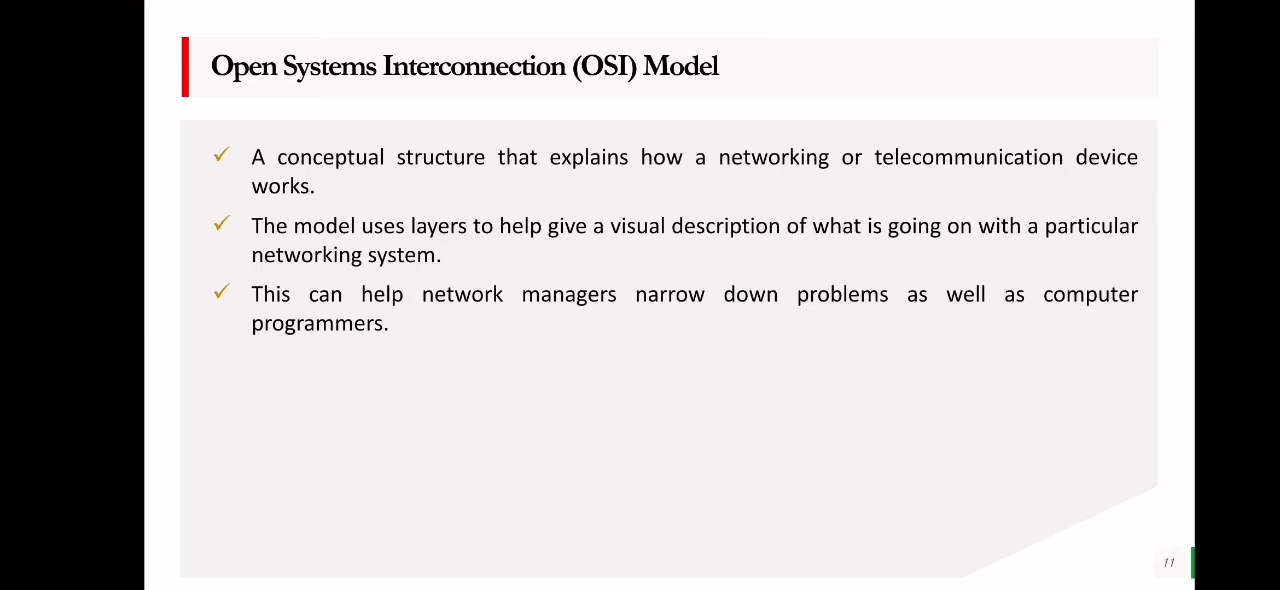 Open Systems Interconnection (OSI) Model
✓ A conceptual structure that explains how a networking or telecommunication device
works.
✓ The model uses layers to help give a visual description of what is going on with a particular
networking system.
✓ This can help network managers narrow down problems as well as computer
programmers.
11